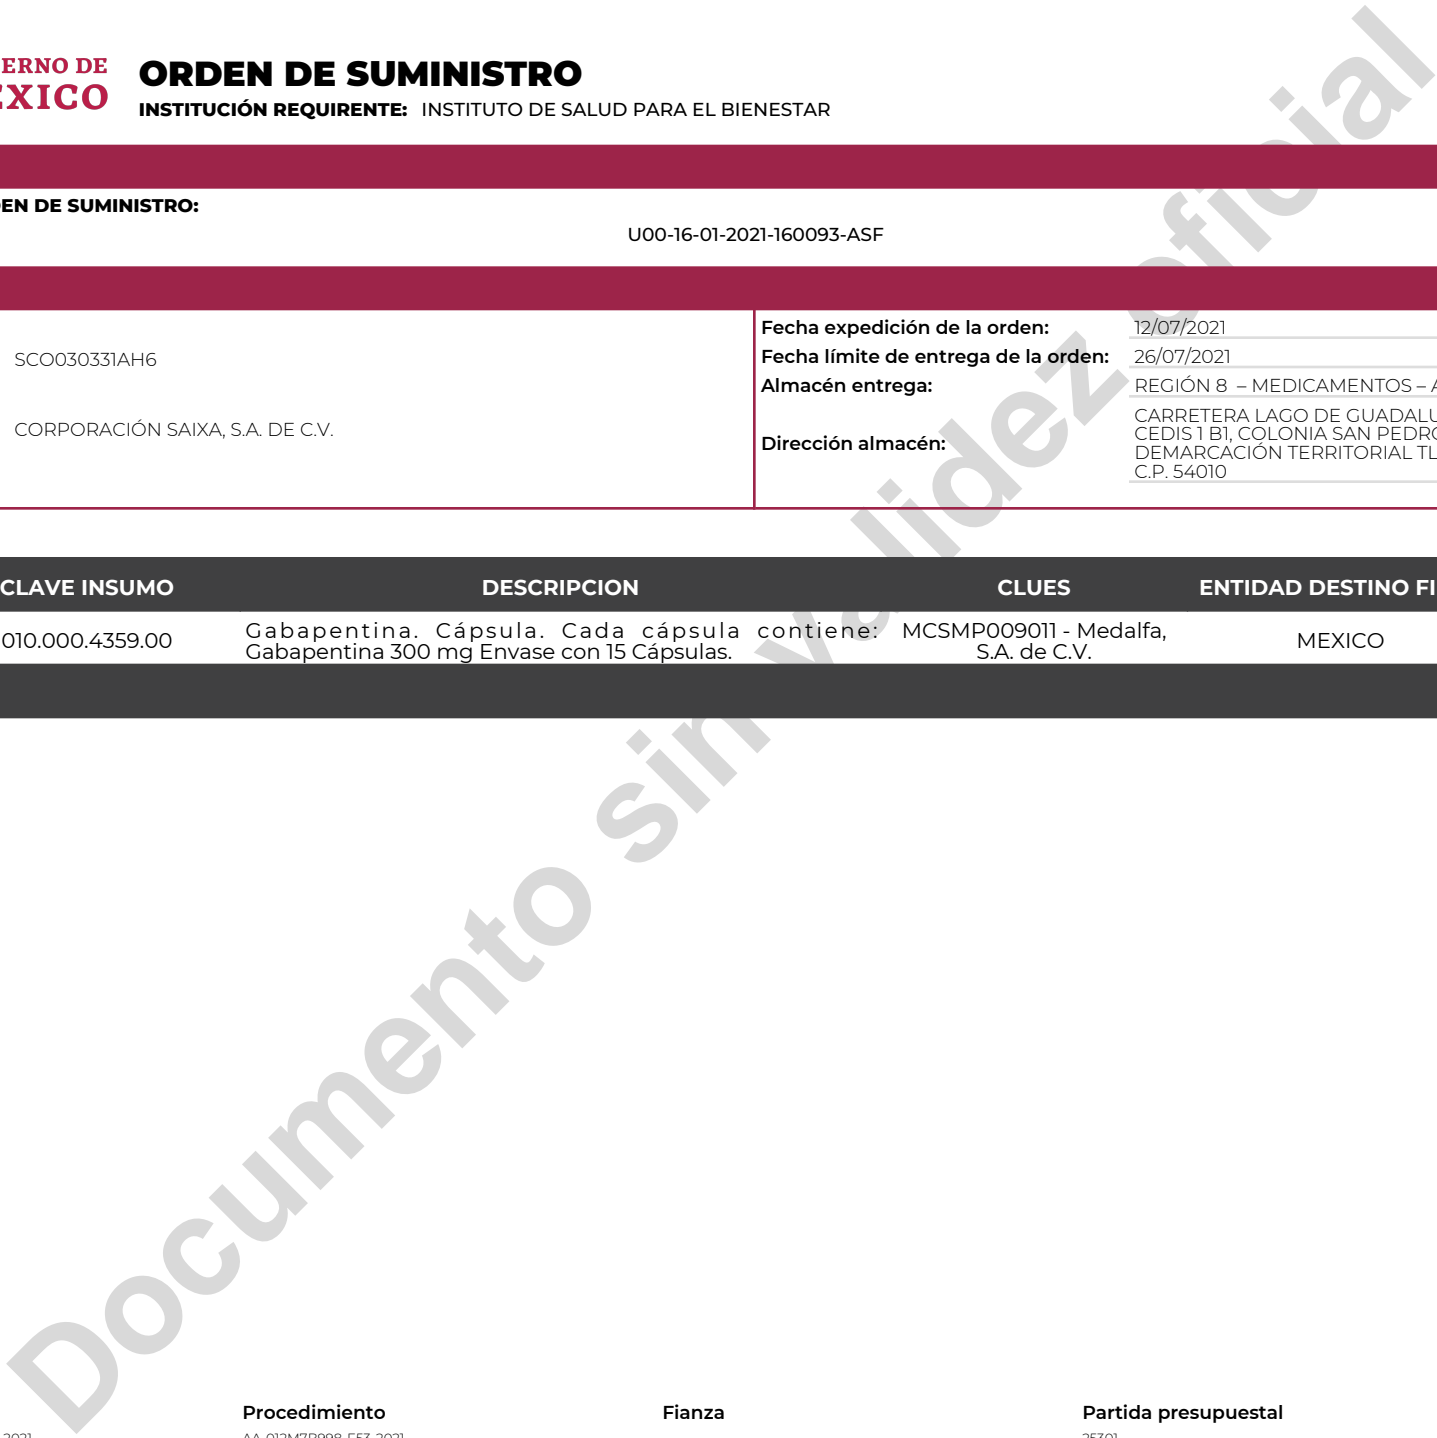 ERNO DE
ÉXICO
ORDEN DE SUMINISTRO
INSTITUCIÓN REQUIRENTE: INSTITUTO DE SALUD PARA EL BIENESTAR
EN DE SUMINISTRO:
U00-16-01-2021-160093-ASF
SCO030331AH6
CORPORACIÓN SAIXA, S.A. DE C.V.
Fecha expedición de la orden: 12/07/2021
Fecha límite de entrega de la orden: 26/07/2021
Almacén entrega: REGIÓN 8 – MEDICAMENTOS – A
Dirección almacén:
CARRETERA LAGO DE GUADALU
CEDIS 1 B1, COLONIA SAN PEDRO
DEMARCACIÓN TERRITORIAL TL
C.P. 54010
CLAVE INSUMO DESCRIPCION CLUES ENTIDAD DESTINO FI
010.000.4359.00
Gabapentina. Cápsula. Cada cápsula contiene:
Gabapentina 300 mg Envase con 15 Cápsulas.
MCSMP009011 - Medalfa,
S.A. de C.V.
MEXICO
Documento sin validez oficial
Procedimiento Fianza Partida presupuestal